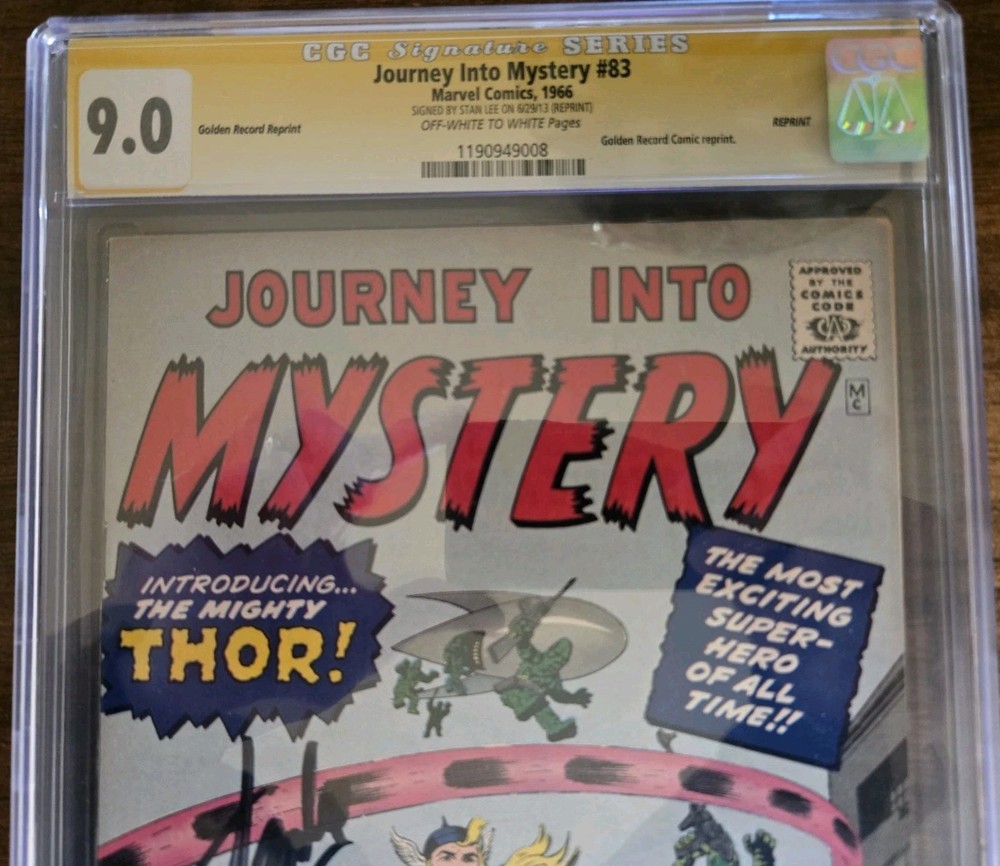 CGC Signature SERIES
Journey Into Mystery #83
Marvel Comics, 1966
SIGNED BY STAN LEE ON 6/29/13 (REPRINT)
OFF-WHITE TO WHITE Pages
1190949008
9.0
Golden Record Reprint
REPRINT
Golden Record Comic reprint.
CGC
JOURNEY INTO
MYSTERY
APPROVED
BY THE
COMICS
CODE
AUTHORITY
M
C
INTRODUCING...
THE MIGHTY
THOR!
THE MOST
EXCITING
SUPER-
HERO
OF ALL
TIME!!